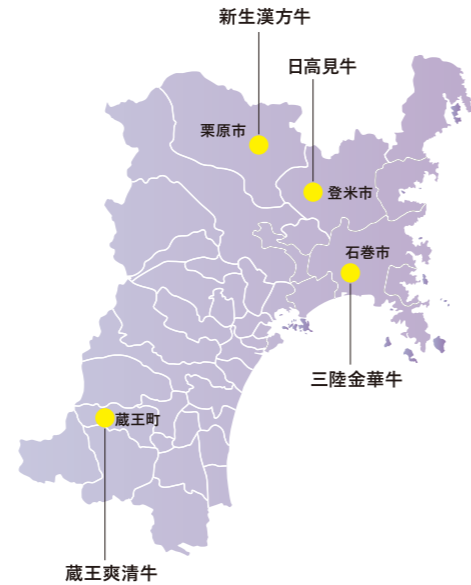 新生漢方牛
日高見牛
栗原市
登米市
石巻市
三陸金華牛
蔵王町
蔵王爽清牛